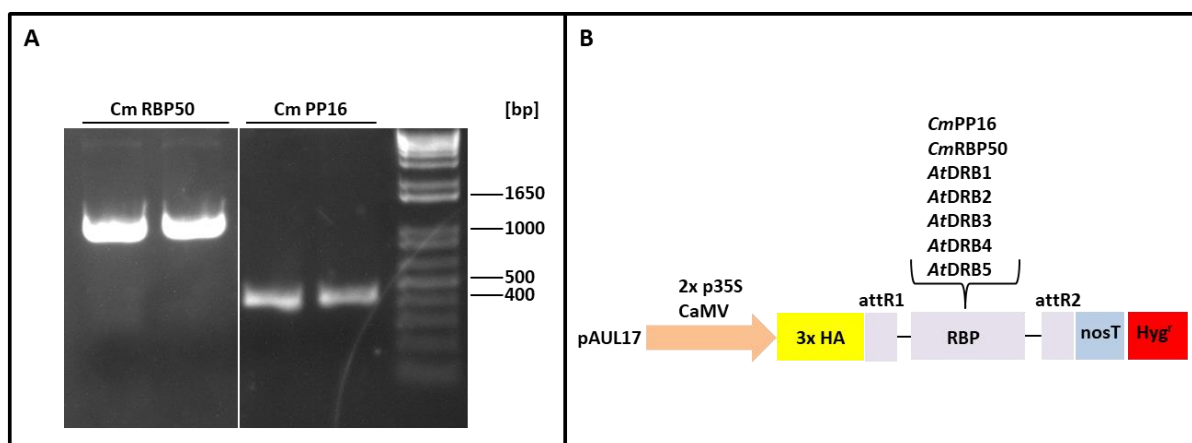 A
Cm RBP50
Cm PP16
[bp]
1650
1000
500
400
B
CmPP16
CmRBP50
AtDRB1
AtDRB2
AtDRB3
AtDRB4
AtDRB5
2x p35S
CaMV
attR1
attR2
pAUL17
3x HA
RBP
nosT
Hygʳ